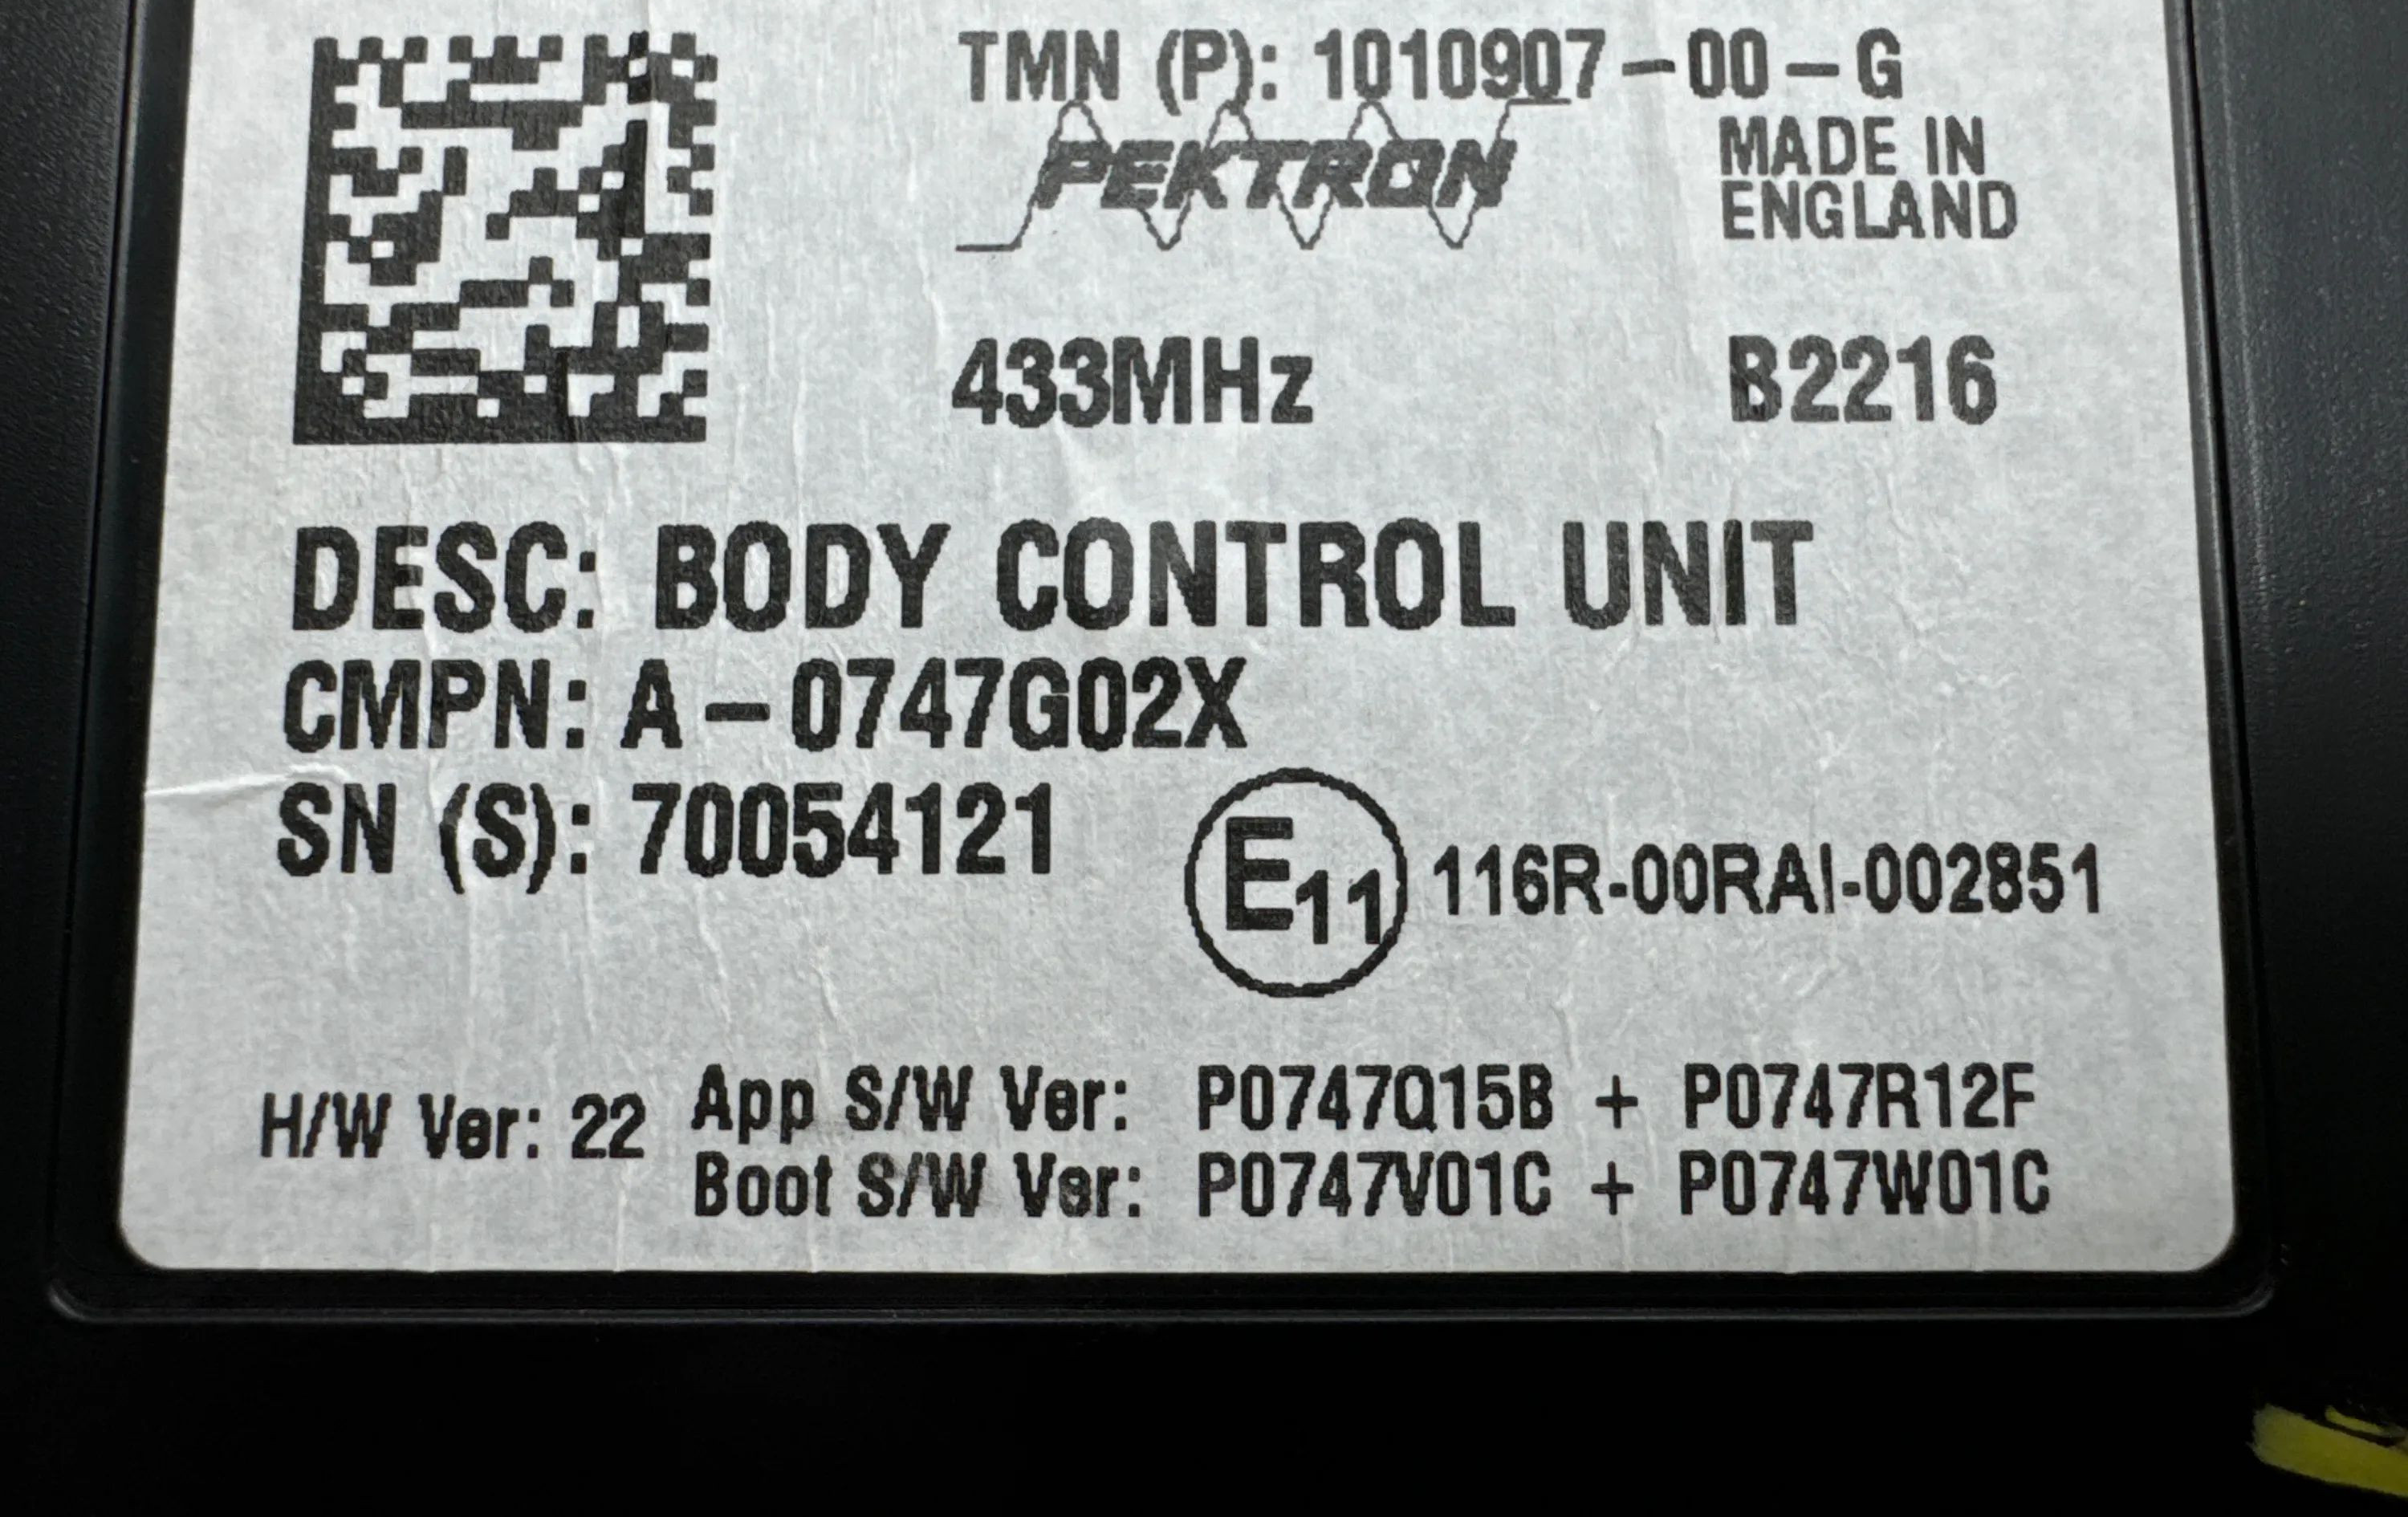 TMN (P): 1010907-00-G
PEKTRON
MADE IN
ENGLAND
433MHz
B2216
DESC: BODY CONTROL UNIT
CMPN: A-0747G02X
SN (S): 70054121
E11 116R-00RAI-002851
H/W Ver: 22
App S/W Ver: P0747Q15B + P0747R12F
Boot S/W Ver: P0747V01C + P0747W01C